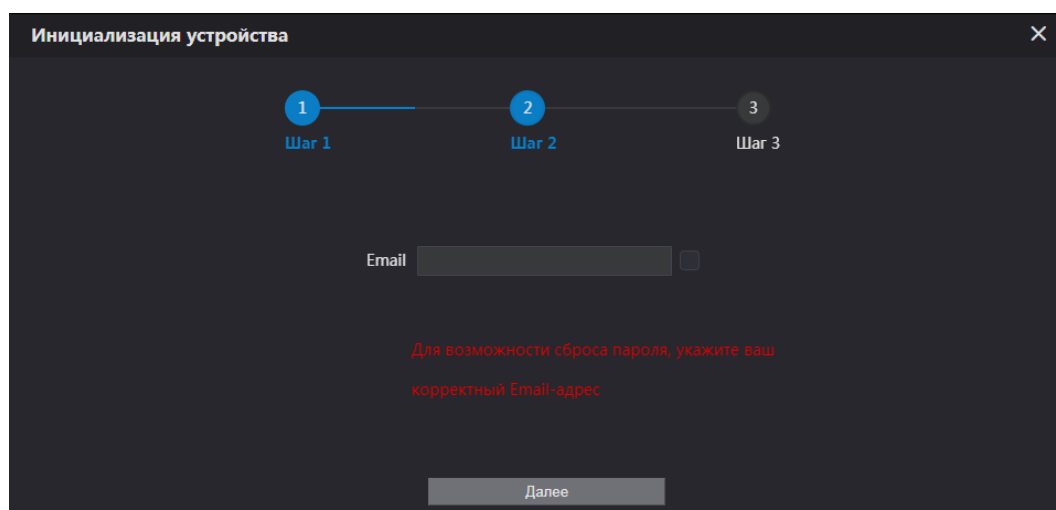 Инициализация устройства
1 2 3
Шаг 1 Шаг 2 Шаг 3
Email
Для возможности сброса пароля, укажите ваш
корректный Email-адрес
Далее